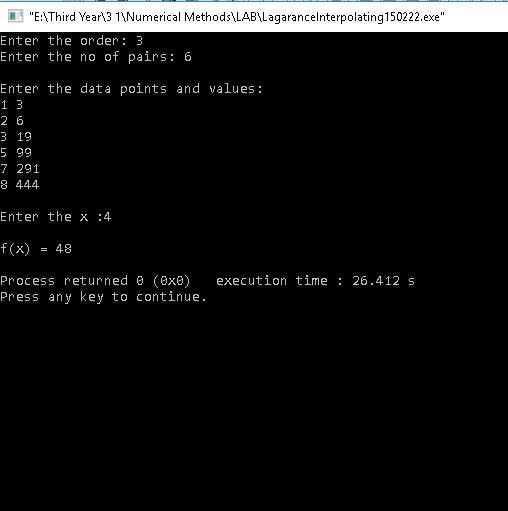 "E:\Third Year\3 1\Numerical Methods\LAB\LagaranceInterpolating150222.exe"
Enter the order: 3
Enter the no of pairs: 6
Enter the data points and values:
1 3
2 6
3 19
5 99
7 291
8 444
Enter the x :4
f(x) = 48
Process returned 0 (0x0)   execution time : 26.412 s
Press any key to continue.